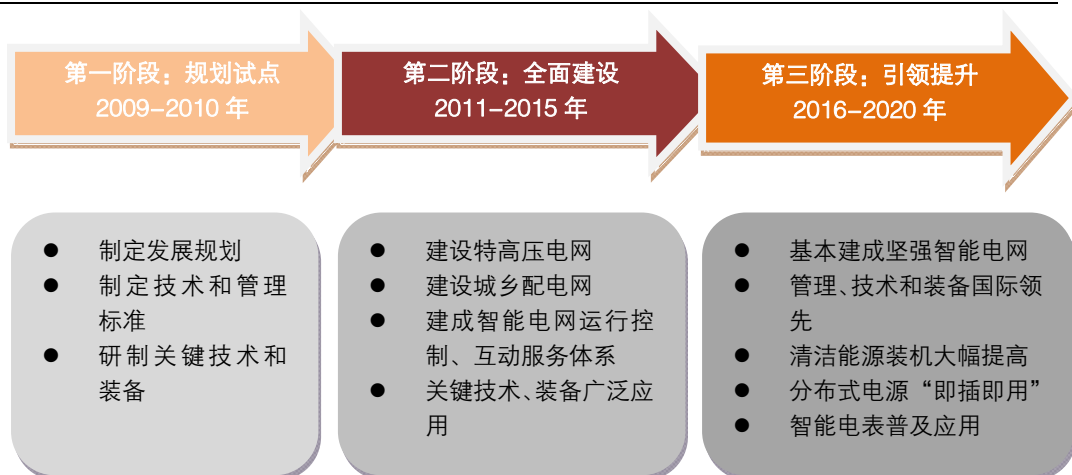 第一阶段：规划试点
2009-2010 年
第二阶段：全面建设
2011-2015 年
第三阶段：引领提升
2016-2020 年
● 制定发展规划
● 制定技术和管理
标准
● 研制关键技术和
装备
● 建设特高压电网
● 建设城乡配电网
● 建成智能电网运行控
制、互动服务体系
● 关键技术、装备广泛应
用
● 基本建成坚强智能电网
● 管理、技术和装备国际领
先
● 清洁能源装机大幅提高
● 分布式电源“即插即用”
● 智能电表普及应用